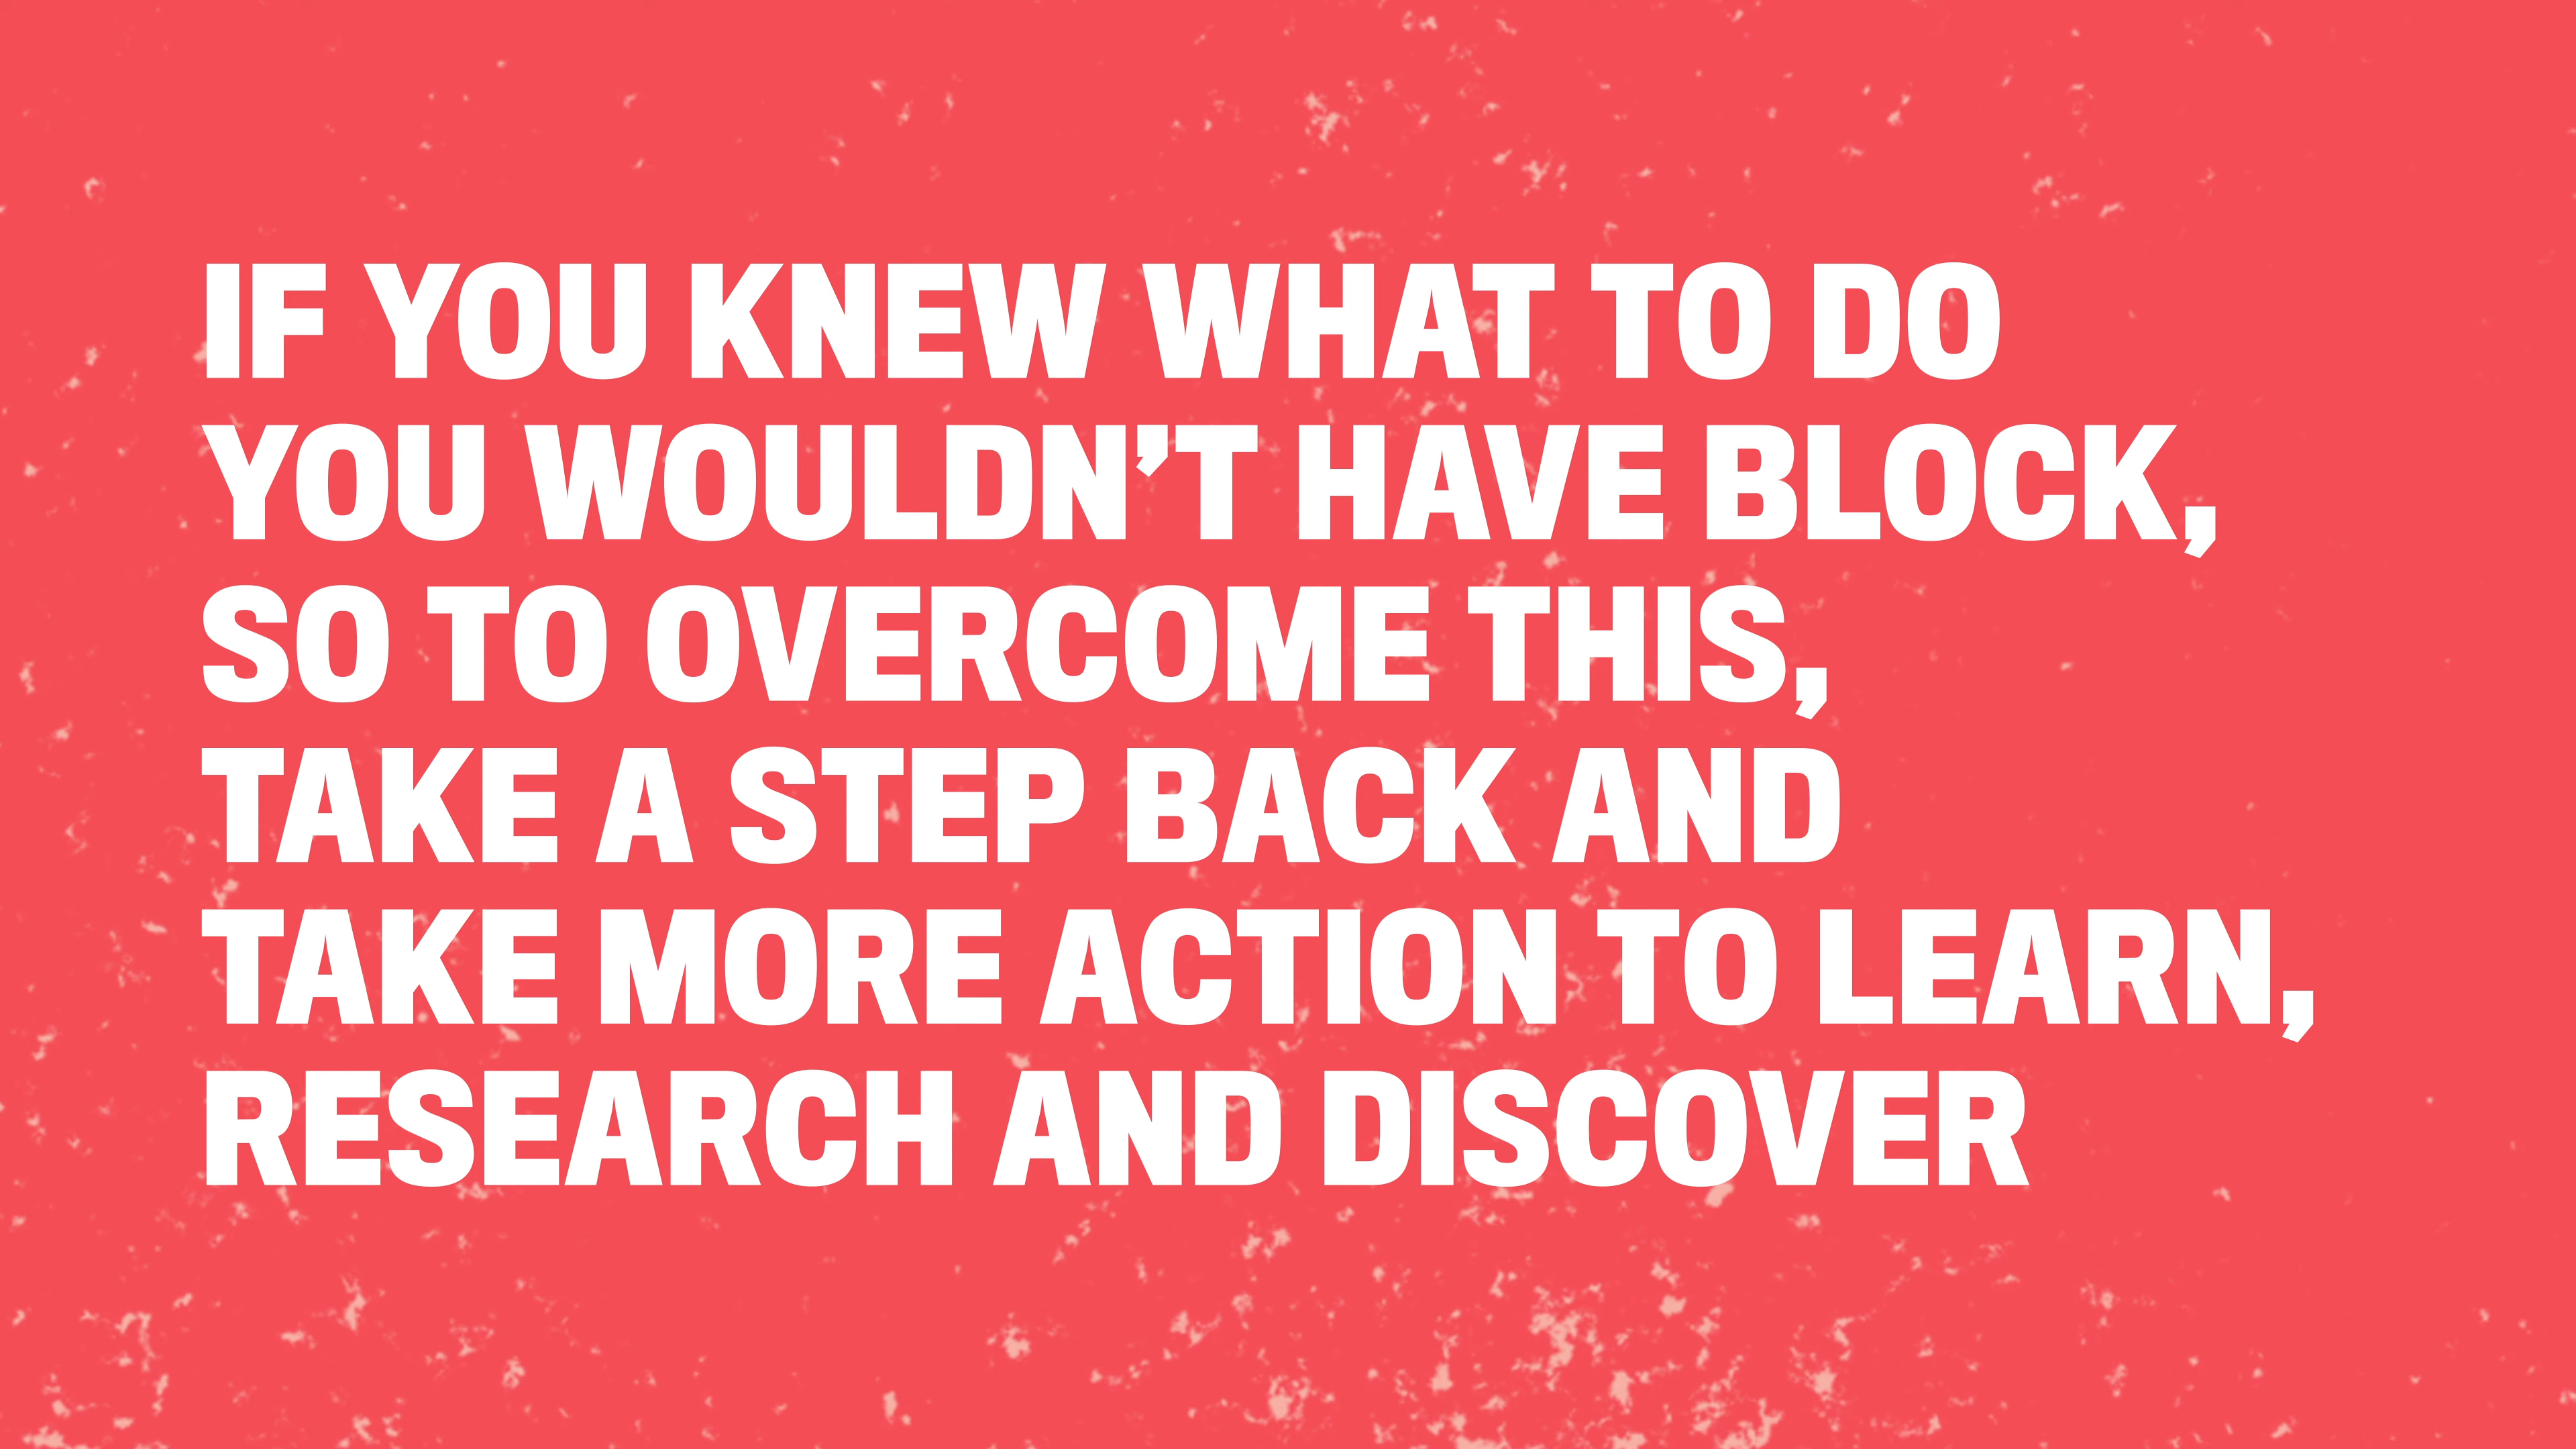 IF YOU KNEW WHAT TO DO
YOU WOULDN’T HAVE BLOCK,
SO TO OVERCOME THIS,
TAKE A STEP BACK AND
TAKE MORE ACTION TO LEARN,
RESEARCH AND DISCOVER